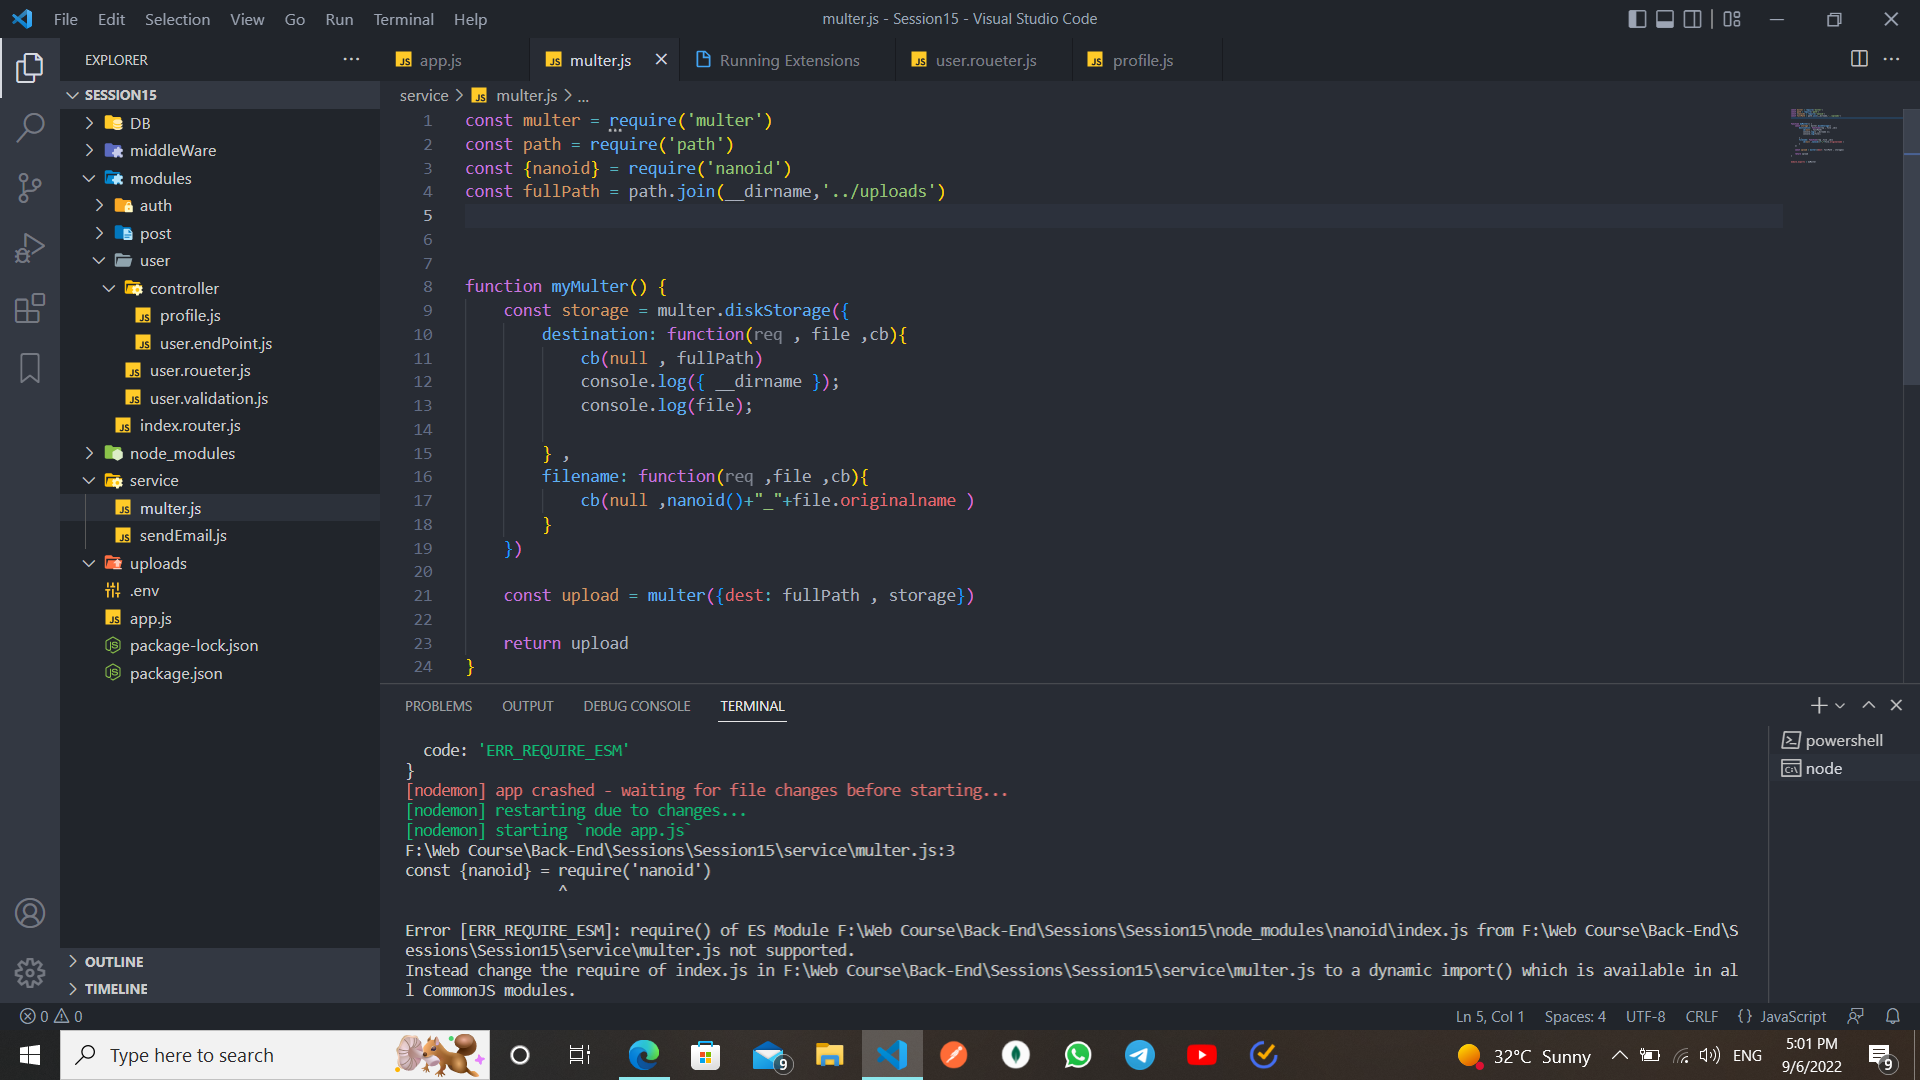 File Edit Selection View Go Run Terminal Help
multer.js - Session15 - Visual Studio Code
EXPLORER
SESSION15
DB
middleWare
modules
auth
post
user
controller
profile.js
user.endPoint.js
user.roueter.js
user.validation.js
index.router.js
node_modules
service
multer.js
sendEmail.js
uploads
.env
app.js
package-lock.json
package.json
OUTLINE
TIMELINE
app.js multer.js Running Extensions user.roueter.js profile.js
service > multer.js > ...
1 const multer = require('multer')
2 const path = require('path')
3 const {nanoid} = require('nanoid')
4 const fullPath = path.join(__dirname,'../uploads')
5
6
7
8 function myMulter() {
9 const storage = multer.diskStorage({
10 destination: function(req , file ,cb){
11 cb(null , fullPath)
12 console.log({ __dirname });
13 console.log(file);
14
15 } ,
16 filename: function(req ,file ,cb){
17 cb(null ,nanoid()+"_"+file.originalname )
18 }
19 })
20
21 const upload = multer({dest: fullPath , storage})
22
23 return upload
24 }
PROBLEMS OUTPUT DEBUG CONSOLE TERMINAL
powershell
node
code: 'ERR_REQUIRE_ESM'
}
[nodemon] app crashed - waiting for file changes before starting...
[nodemon] restarting due to changes...
[nodemon] starting `node app.js`
F:\Web Course\Back-End\Sessions\Session15\service\multer.js:3
const {nanoid} = require('nanoid')
^
Error [ERR_REQUIRE_ESM]: require() of ES Module F:\Web Course\Back-End\Sessions\Session15\node_modules\nanoid\index.js from F:\Web Course\Back-End\S
essions\Session15\service\multer.js not supported.
Instead change the require of index.js in F:\Web Course\Back-End\Sessions\Session15\service\multer.js to a dynamic import() which is available in al
l CommonJS modules.
0 0
Ln 5, Col 1 Spaces: 4 UTF-8 CRLF {} JavaScript
Type here to search
9
32°C Sunny
ENG
5:01 PM
9/6/2022
9